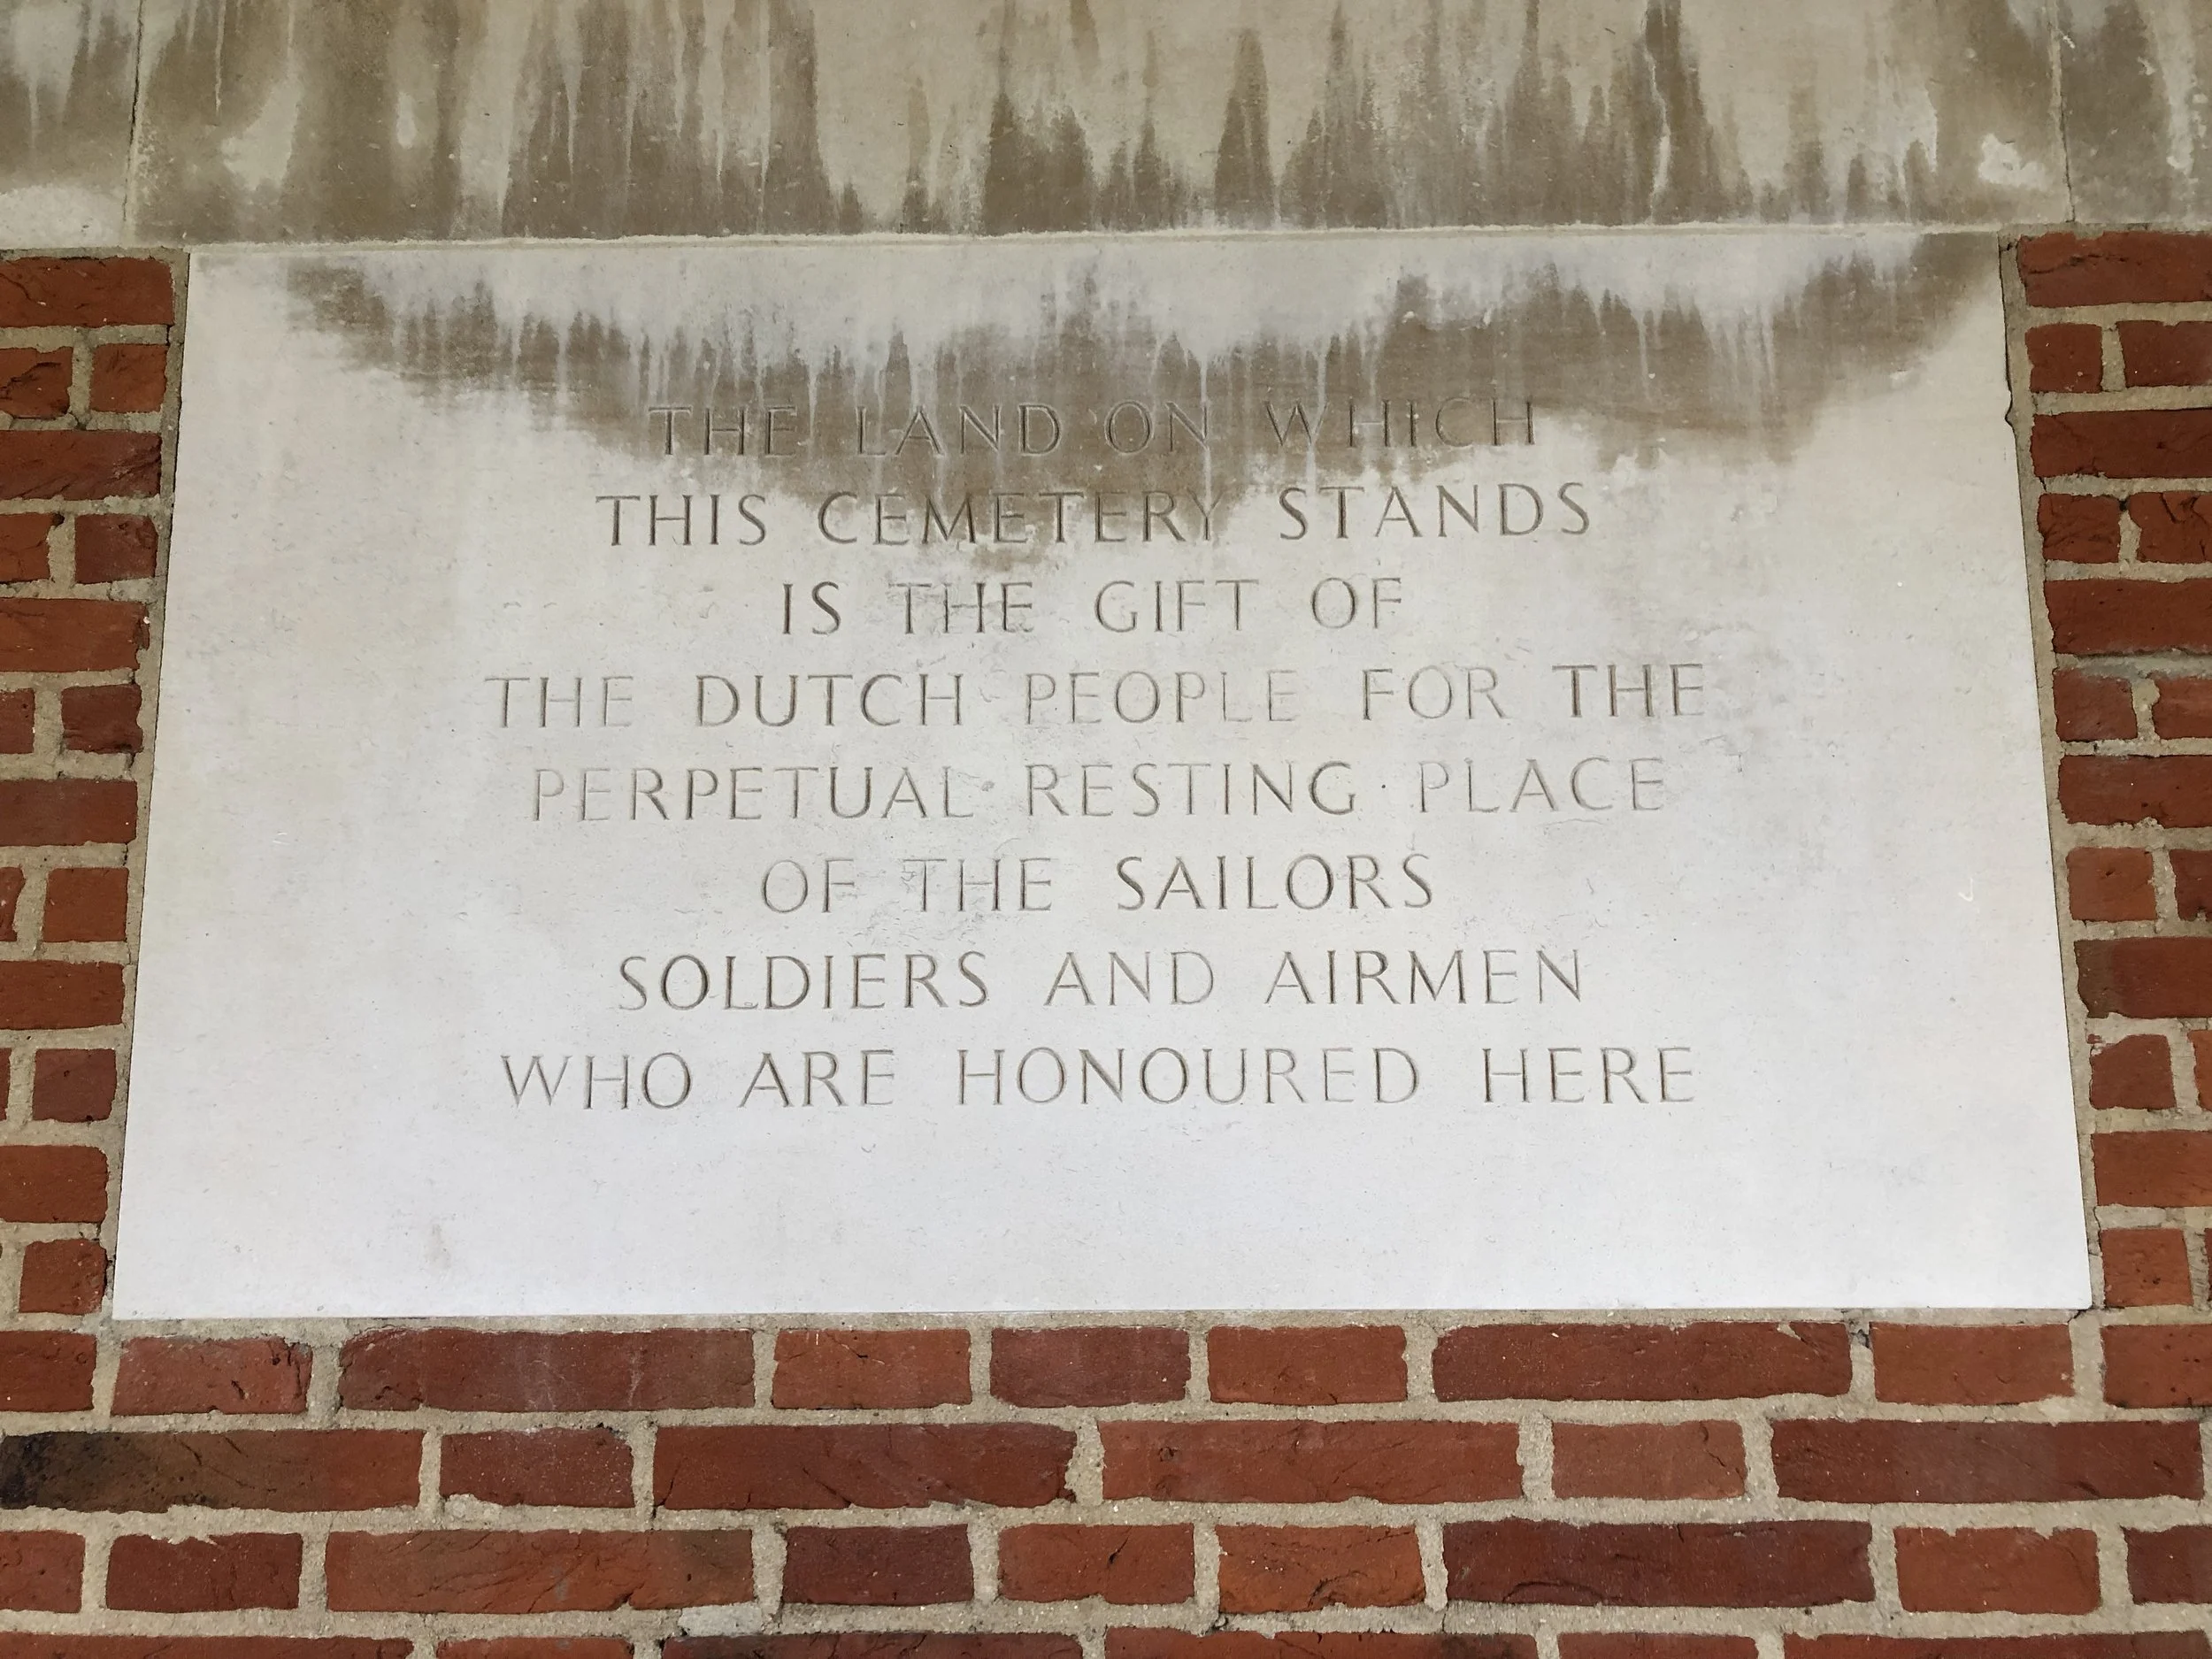 THE LAND ON WHICH
THIS CEMETERY STANDS
IS THE GIFT OF
THE DUTCH PEOPLE FOR THE
PERPETUAL RESTING PLACE
OF THE SAILORS
SOLDIERS AND AIRMEN
WHO ARE HONOURED HERE